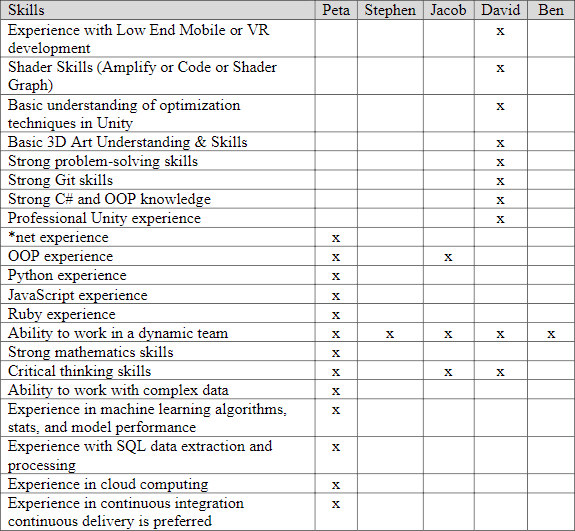 Skills Peta Stephen Jacob David Ben
Experience with Low End Mobile or VR
development x
Shader Skills (Amplify or Code or Shader
Graph) x
Basic understanding of optimization
techniques in Unity x
Basic 3D Art Understanding & Skills x
Strong problem-solving skills x
Strong Git skills x
Strong C# and OOP knowledge x
Professional Unity experience x
*net experience x
OOP experience x x
Python experience x
JavaScript experience x
Ruby experience x
Ability to work in a dynamic team x x x x x
Strong mathematics skills x
Critical thinking skills x x x
Ability to work with complex data x
Experience in machine learning algorithms,
stats, and model performance x
Experience with SQL data extraction and
processing x
Experience in cloud computing x
Experience in continuous integration
continuous delivery is preferred x